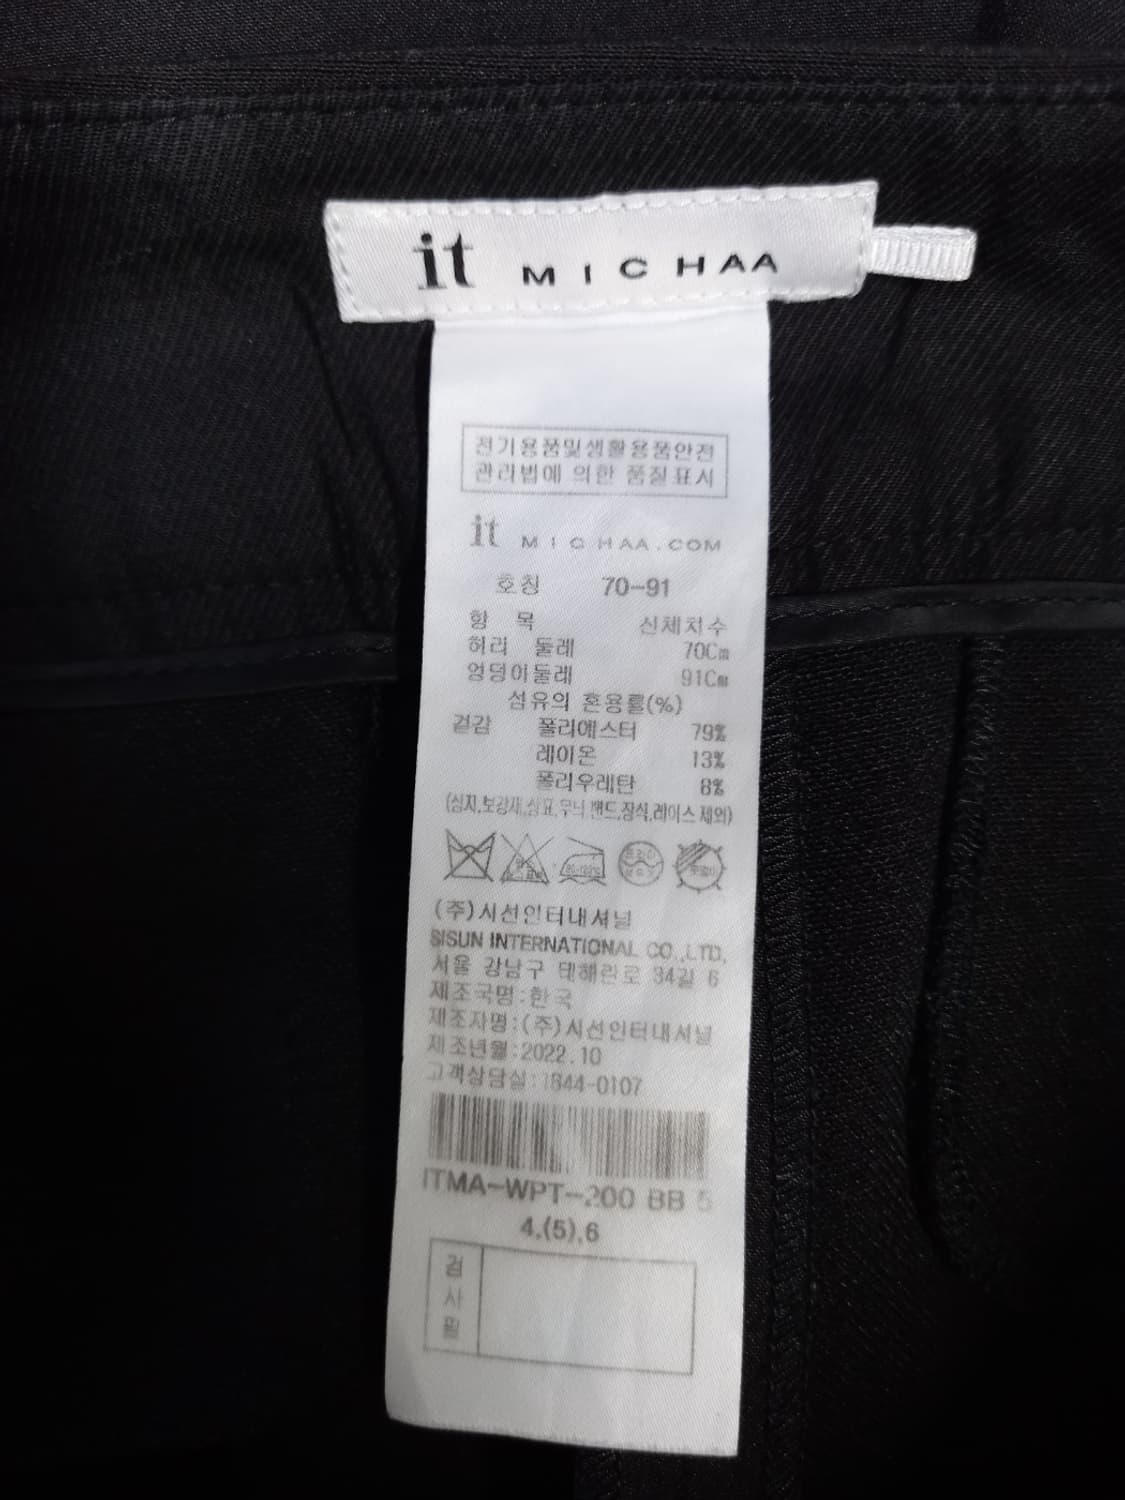 it MICHAA
전기용품및생활용품안전
관리법에 의한 품질표시
it MICHAA.COM
호칭 70-91
항 목 신체치수
허리 둘레 70Cm
엉덩이둘레 91Cm
섬유의 혼용률(%)
겉감 폴리에스터 79%
레이온 13%
폴리우레탄 8%
(심지,보강재,상표,무늬,밴드,장식,레이스 제외)
80-120℃
드라이
(주)시선인터내셔널
SISUN INTERNATIONAL CO.,LTD,
서울 강남구 테헤란로 34길 6
제조국명:한국
제조자명:(주)시선인터내셔널
제조년월:2022.10
고객상담실:1844-0107
ITMA-WPT-200 BB 5
4,(5),6
검
사
필